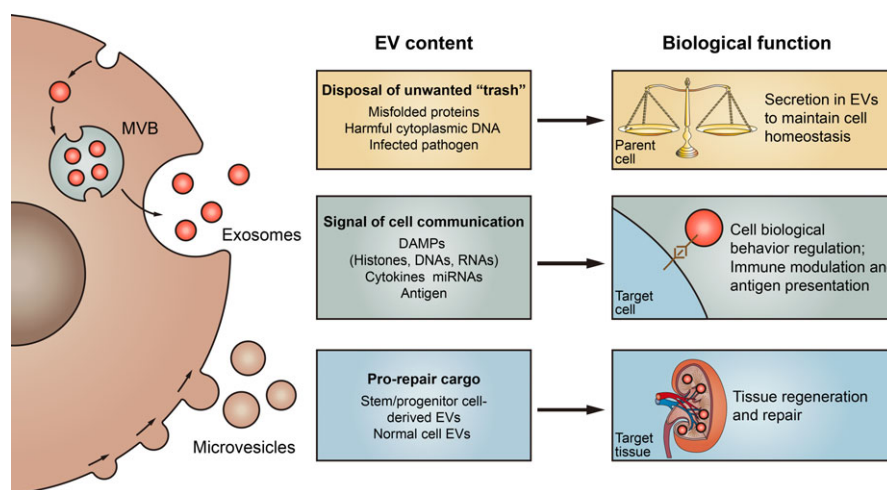 EV content
Biological function
MVB
Exosomes
Microvesicles
Disposal of unwanted “trash”
Misfolded proteins
Harmful cytoplasmic DNA
Infected pathogen
Parent
cell
Secretion in EVs
to maintain cell
homeostasis
Signal of cell communication
DAMPs
(Histones, DNAs, RNAs)
Cytokines miRNAs
Antigen
Target
cell
Cell biological
behavior regulation;
Immune modulation an
antigen presentation
Pro-repair cargo
Stem/progenitor cell-
derived EVs
Normal cell EVs
Target
tissue
Tissue regeneration
and repair